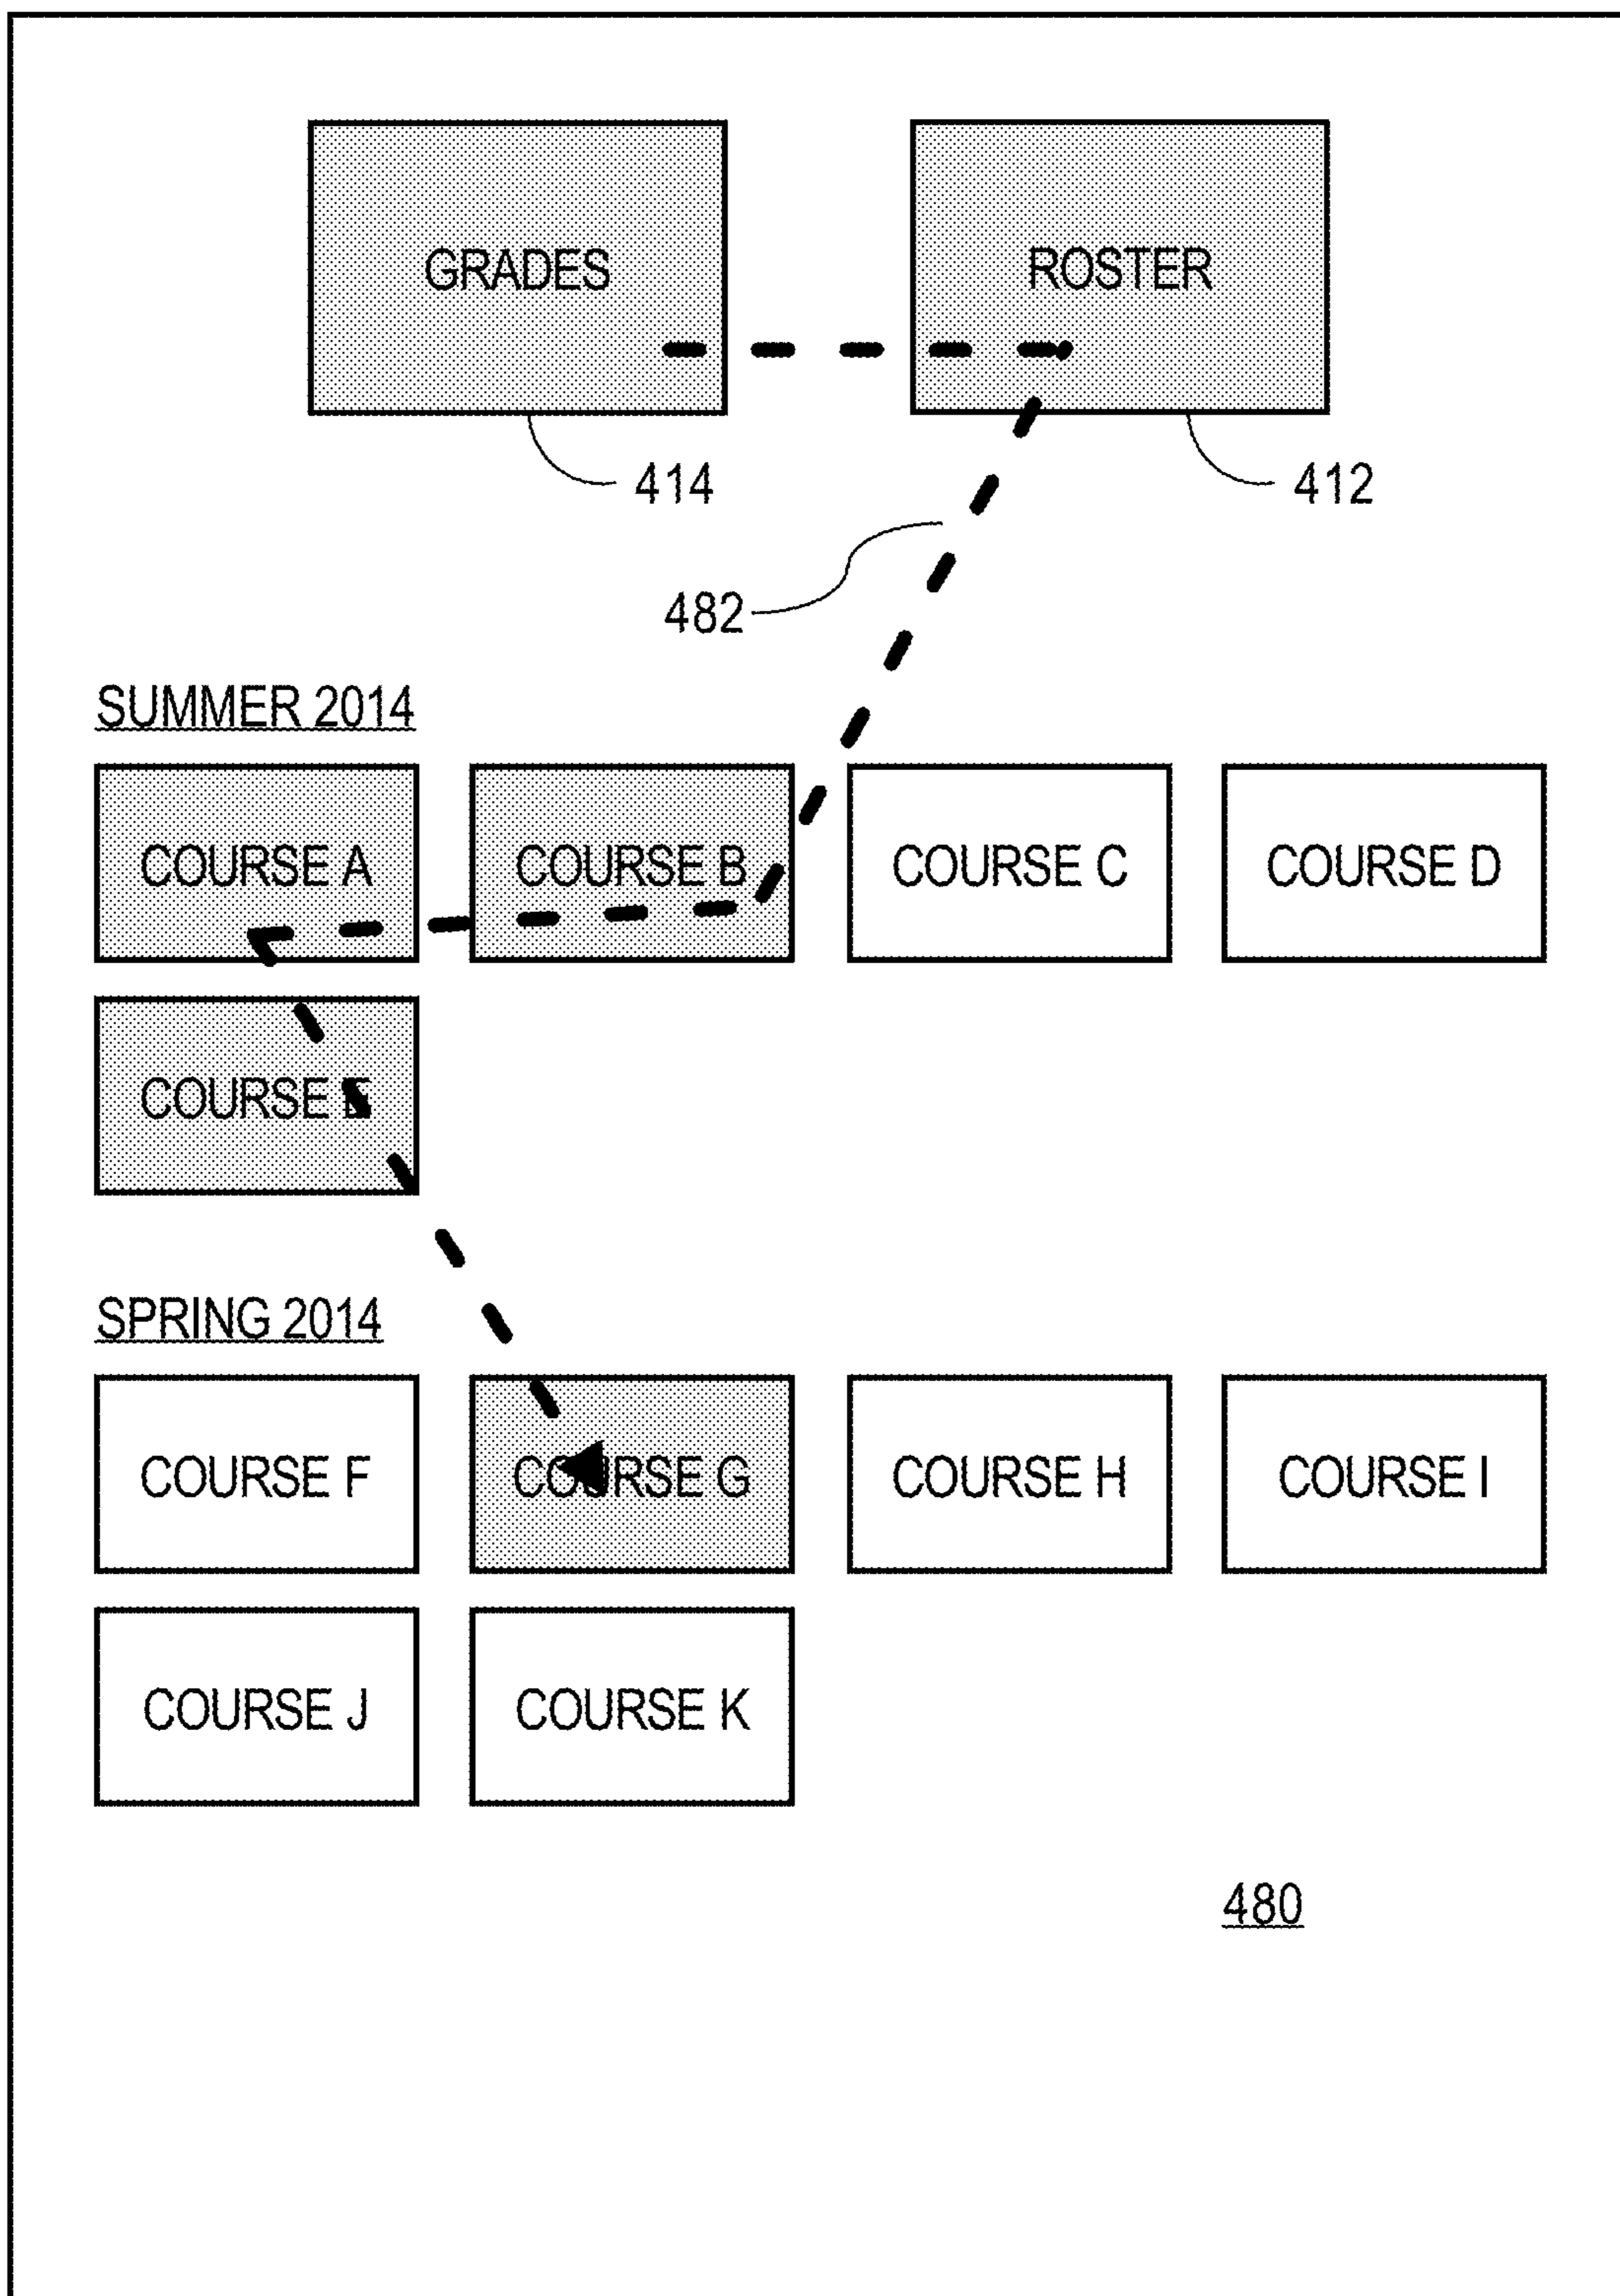 GRADES
ROSTER
414
412
482
SUMMER 2014
COURSE A
COURSE B
COURSE C
COURSE D
COURSE E
SPRING 2014
COURSE F
COURSE G
COURSE H
COURSE I
COURSE J
COURSE K
480